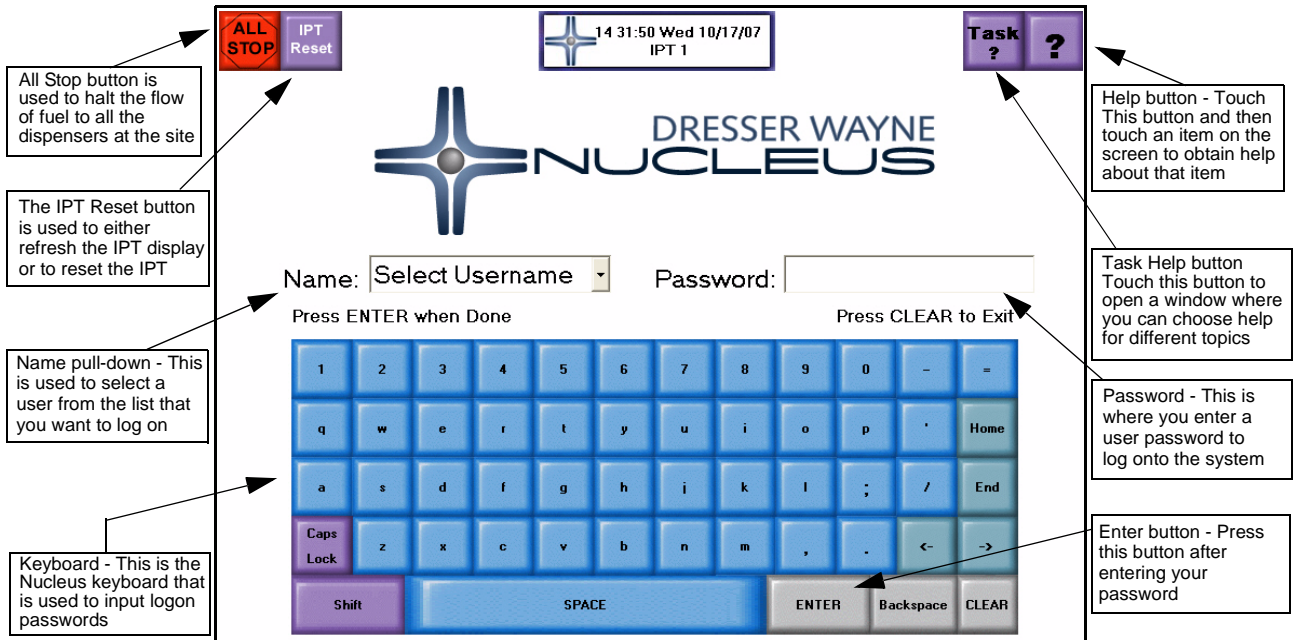 ALL
STOP
IPT
Reset
14 31:50 Wed 10/17/07
IPT 1
Task
?
?
All Stop button is
used to halt the flow
of fuel to all the
dispensers at the site
The IPT Reset button
is used to either
refresh the IPT display
or to reset the IPT
Name pull-down - This
is used to select a
user from the list that
you want to log on
Keyboard - This is the
Nucleus keyboard that
is used to input logon
passwords
DRESSER WAYNE
NUCLEUS
Name: Select Username Password:
Press ENTER when Done Press CLEAR to Exit
1 2 3 4 5 6 7 8 9 0 - =
q w e r t y u i o p ' Home
a s d f g h j k l ; / End
Caps
Lock
z x c v b n m , . <- ->
Shift SPACE ENTER Backspace CLEAR
Help button - Touch
This button and then
touch an item on the
screen to obtain help
about that item
Task Help button
Touch this button to
open a window where
you can choose help
for different topics
Password - This is
where you enter a
user password to
log onto the system
Enter button - Press
this button after
entering your
password